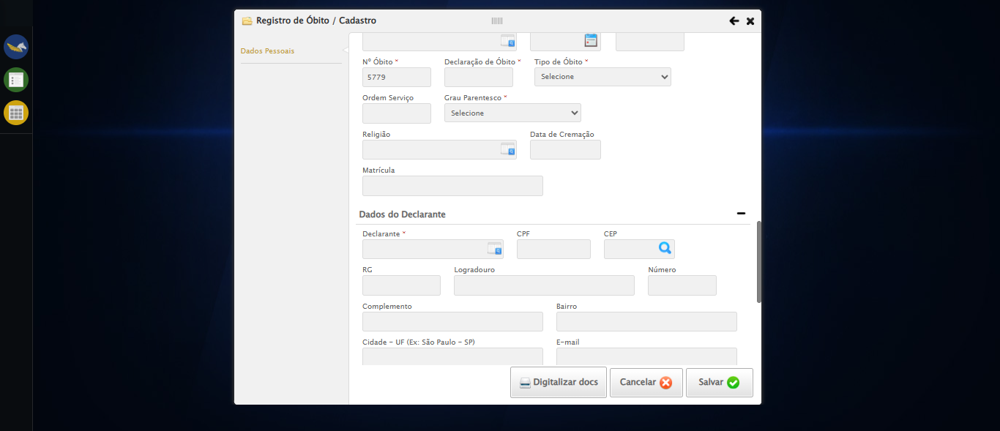 Registro de Óbito / Cadastro
Dados Pessoais
Nº Óbito * Declaração de Óbito * Tipo de Óbito *
5779 Selecione
Ordem Serviço Grau Parentesco *
Selecione
Religião Data de Cremação
Matrícula
Dados do Declarante
Declarante * CPF CEP
RG Logradouro Número
Complemento Bairro
Cidade - UF (Ex: São Paulo - SP) E-mail
Digitalizar docs Cancelar Salvar